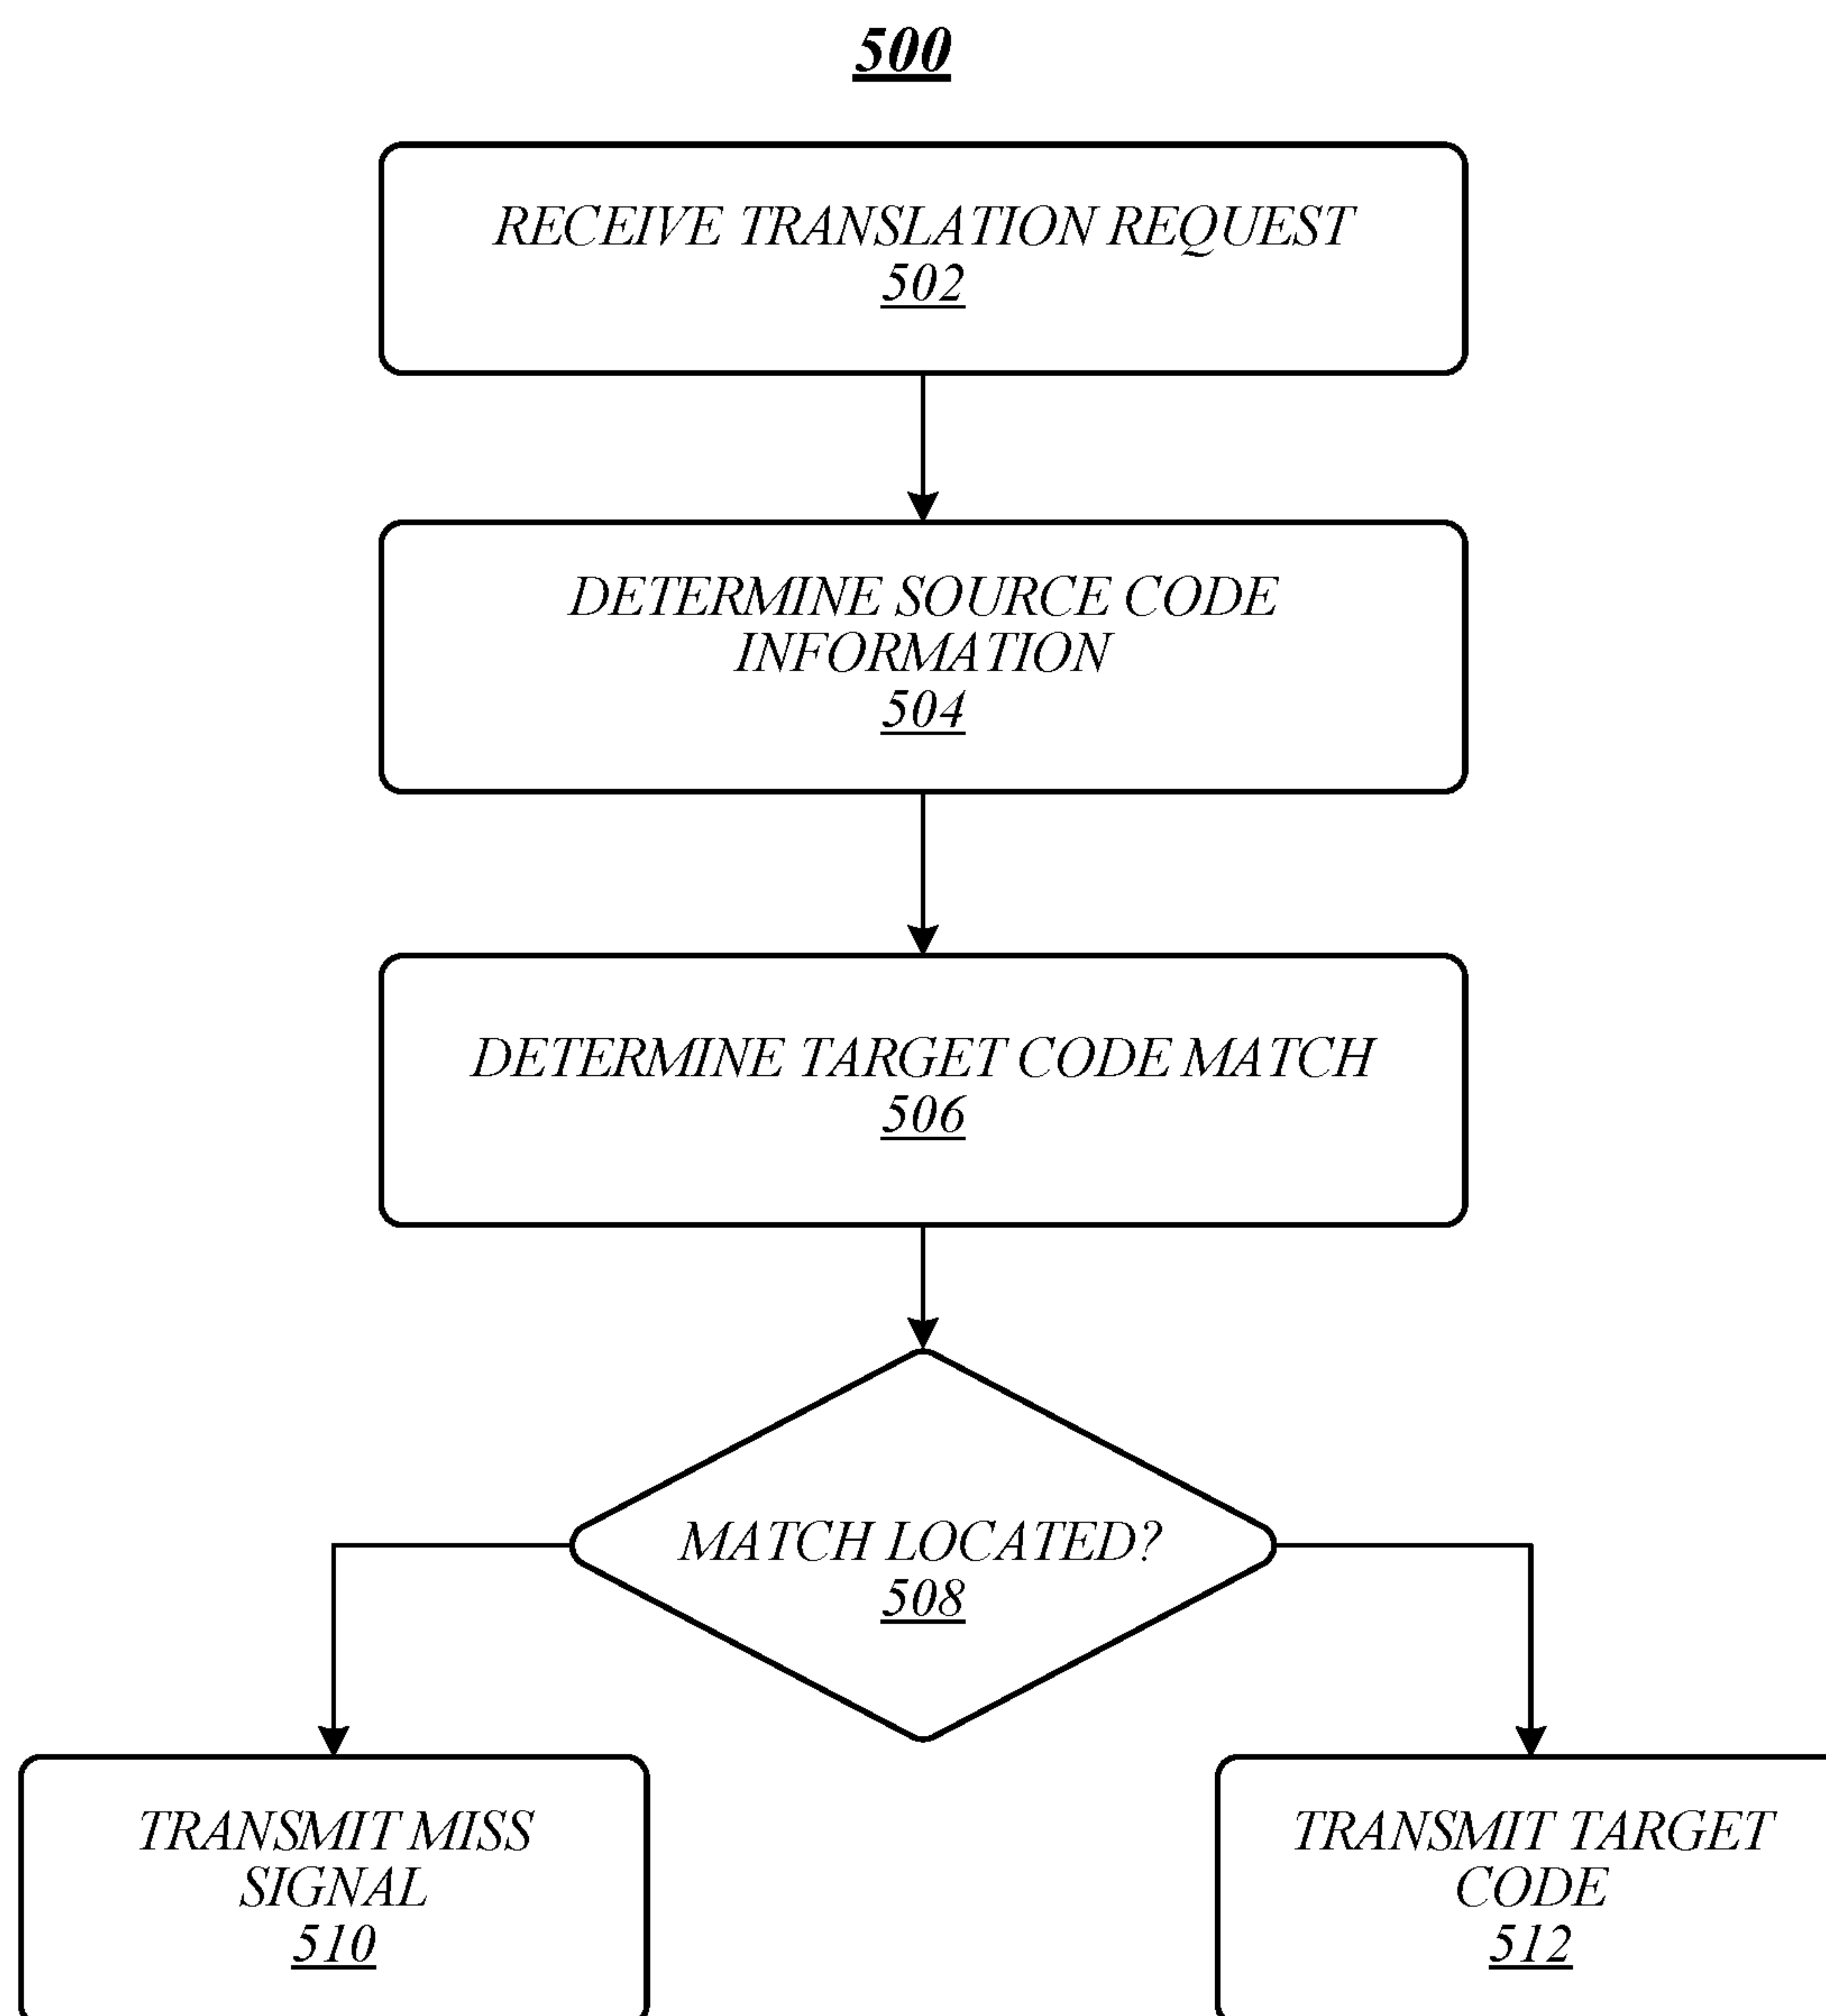 500
RECEIVE TRANSLATION REQUEST
502
DETERMINE SOURCE CODE
INFORMATION
504
DETERMINE TARGET CODE MATCH
506
MATCH LOCATED?
508
TRANSMIT MISS
SIGNAL
510
TRANSMIT TARGET
CODE
512